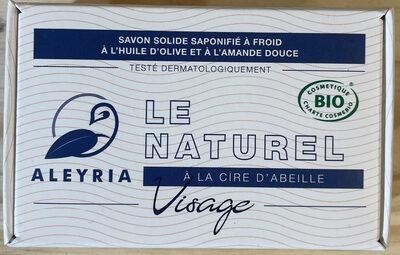 SAVON SOLIDE SAPONIFIÉ À FROID
À L'HUILE D'OLIVE ET À L'AMANDE DOUCE
TESTÉ DERMATOLOGIQUEMENT
COSMETIQUE
BIO
CHARTE COSMEBIO
LE
NATUREL
ALEYRIA
À LA CIRE D'ABEILLE
Visage